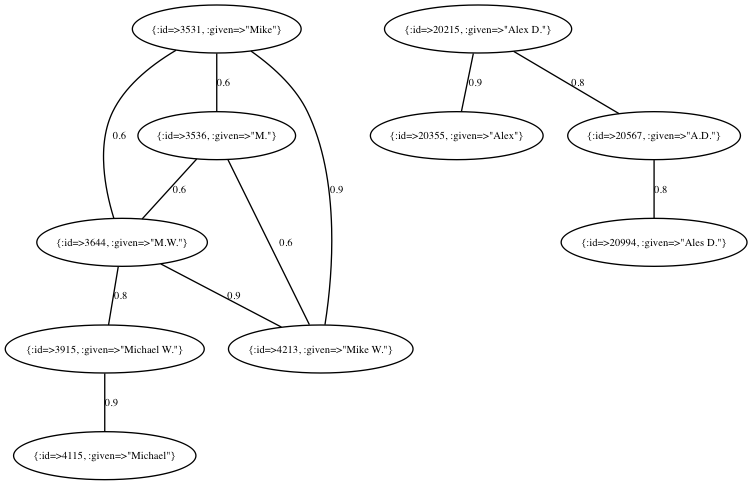 {:id=>3531, :given=>"Mike"}
{:id=>20215, :given=>"Alex D."}
0.6
0.9
0.8
0.6
{:id=>3536, :given=>"M."}
{:id=>20355, :given=>"Alex"}
{:id=>20567, :given=>"A.D."}
0.6
0.9
0.8
{:id=>3644, :given=>"M.W."}
0.6
{:id=>20994, :given=>"Ales D."}
0.8
0.9
{:id=>3915, :given=>"Michael W."}
{:id=>4213, :given=>"Mike W."}
0.9
{:id=>4115, :given=>"Michael"}